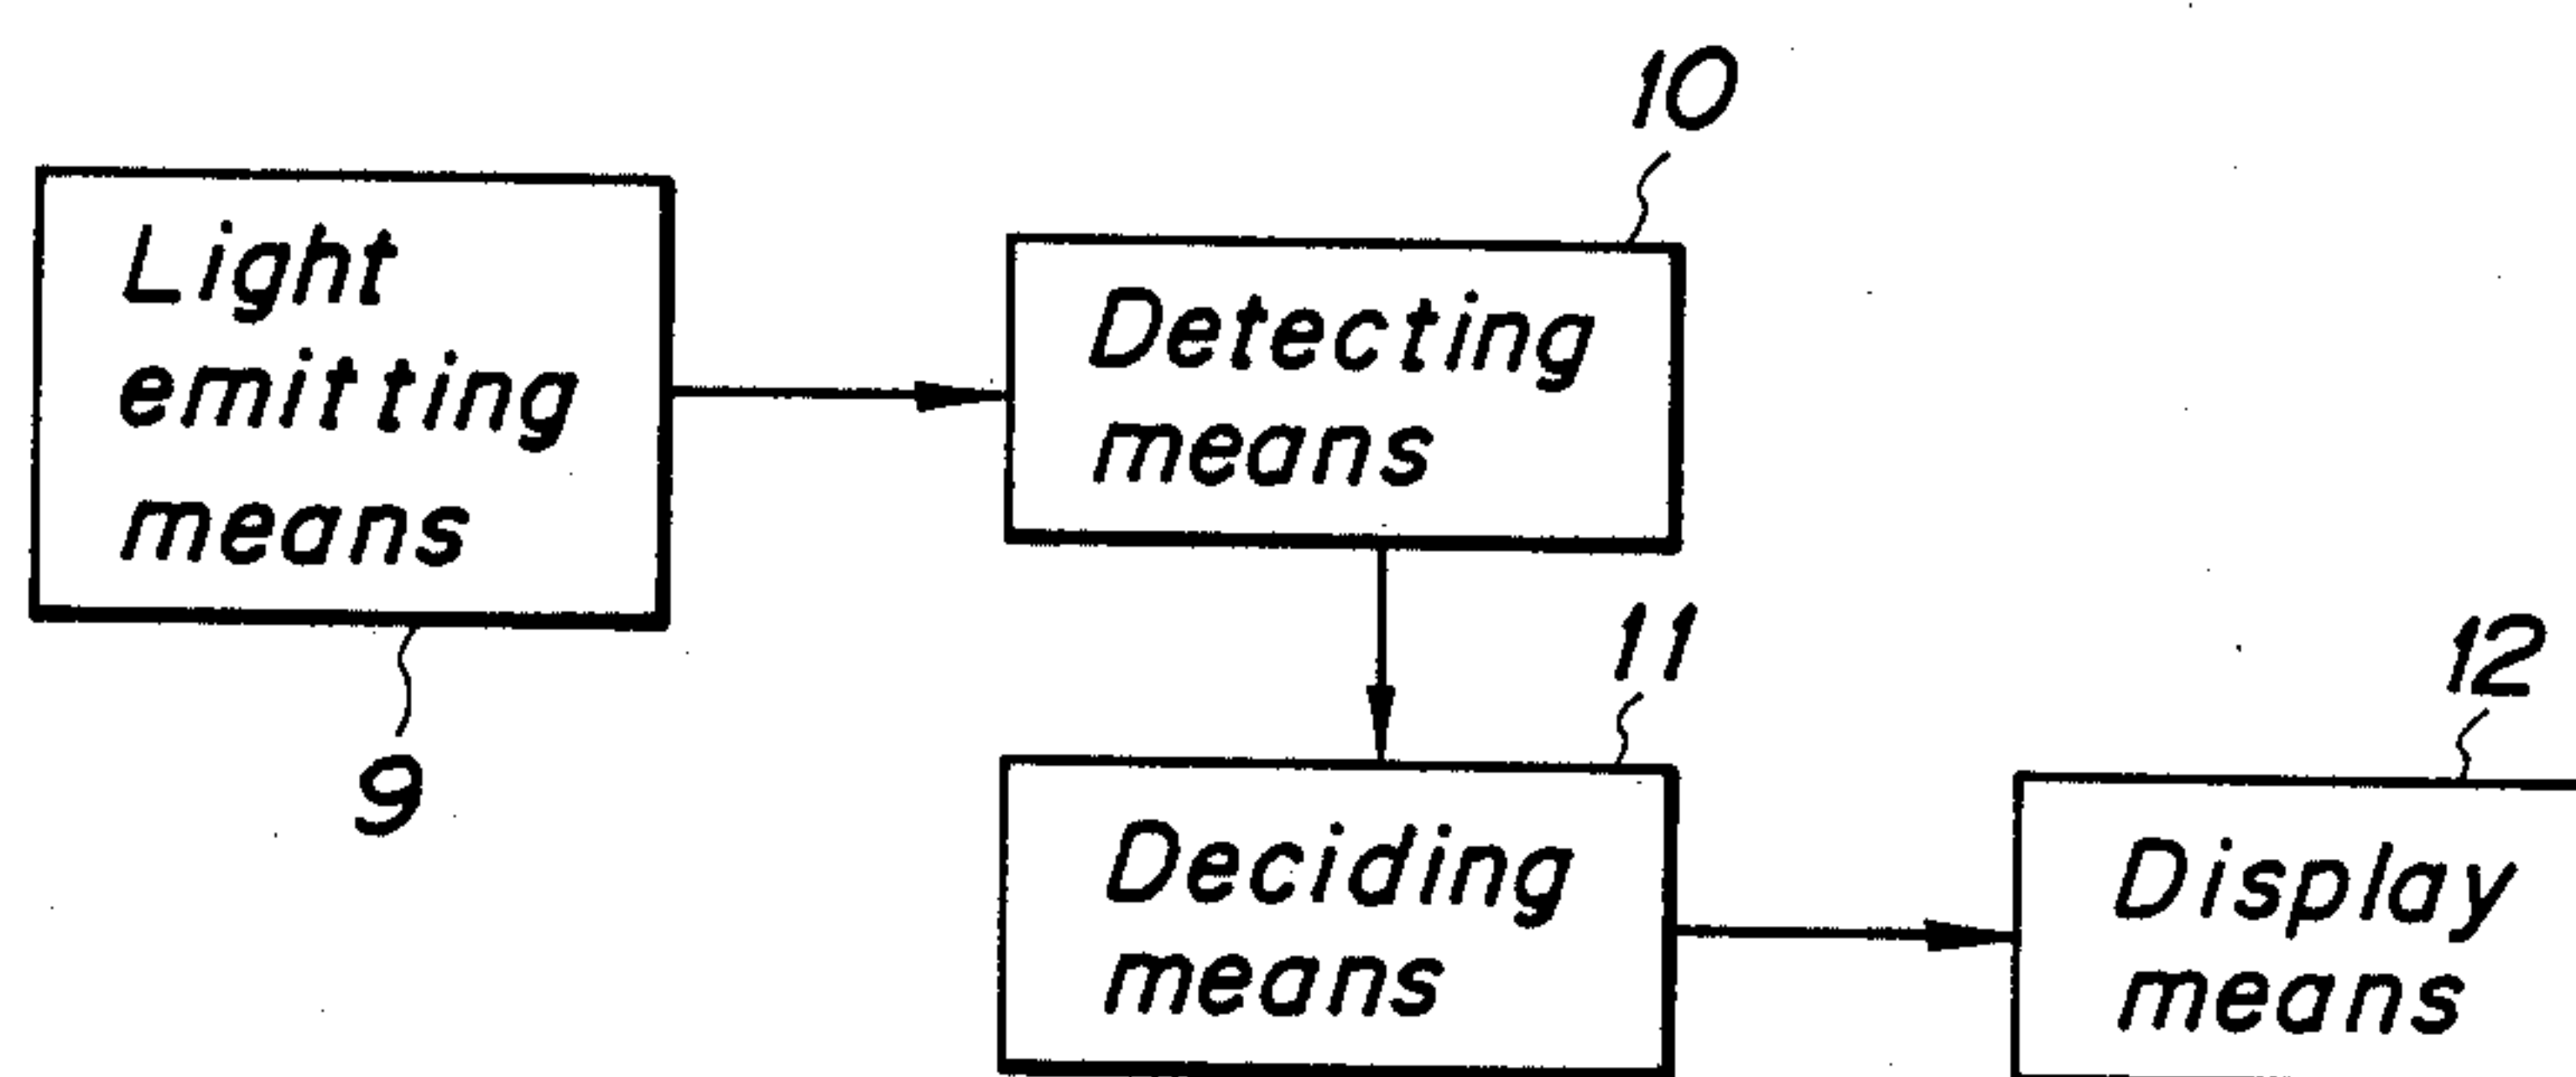 10
Light
emitting
means
Detecting
means
9
11
12
Deciding
means
Display
means